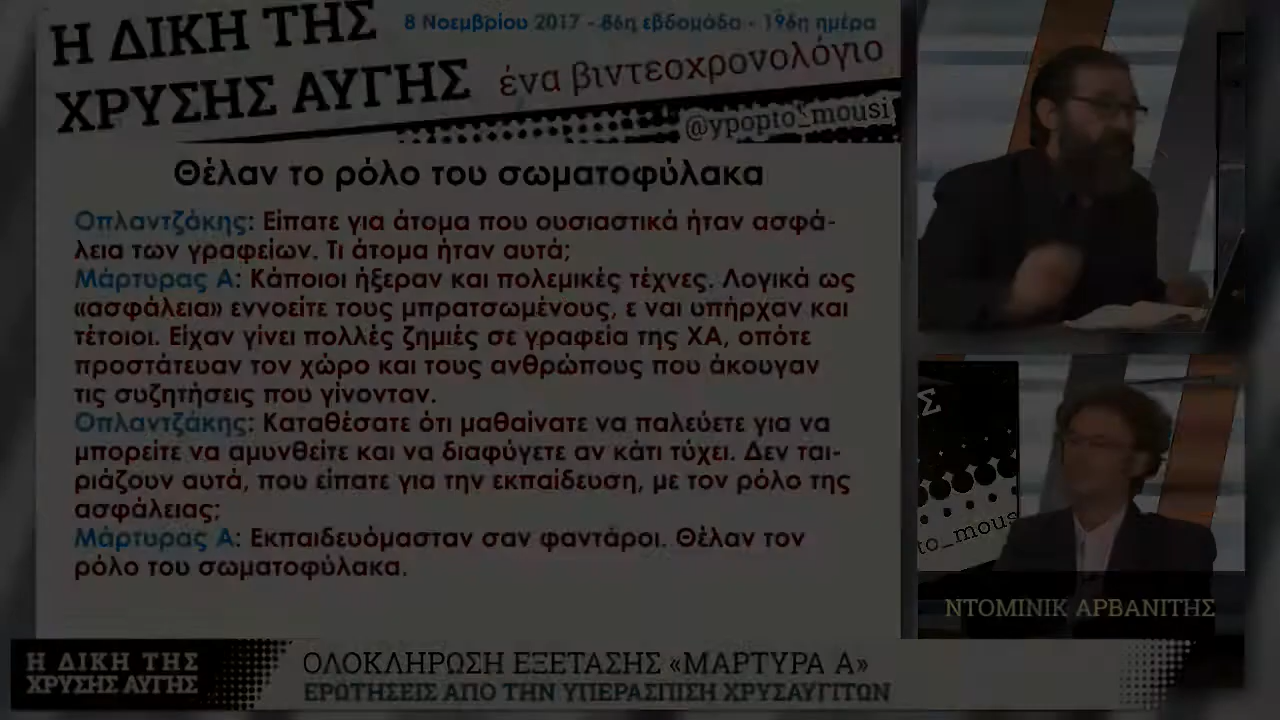 Η ΔΙΚΗ ΤΗΣ
ΧΡΥΣΗΣ ΑΥΓΗΣ
8 Νοεμβρίου 2017 - 86η εβδομάδα - 196η ημέρα
ένα βιντεοχρονολόγιο
@ypopto_mousi
Θέλαν το ρόλο του σωματοφύλακα
Οπλαντζάκης: Είπατε για άτομα που ουσιαστικά ήταν ασφά-
λεια των γραφείων. Τι άτομα ήταν αυτά;
Μάρτυρας Α: Κάποιοι ήξεραν και πολεμικές τέχνες. Λογικά ως
«ασφάλεια» εννοείτε τους μπρατσωμένους, ε ναι υπήρχαν και
τέτοιοι. Είχαν γίνει πολλές ζημιές σε γραφεία της ΧΑ, οπότε
προστάτευαν τον χώρο και τους ανθρώπους που άκουγαν
τις συζητήσεις που γίνονταν.
Οπλαντζάκης: Καταθέσατε ότι μαθαίνατε να παλεύετε για να
μπορείτε να αμυνθείτε και να διαφύγετε αν κάτι τύχει. Δεν ται-
ριάζουν αυτά, που είπατε για την εκπαίδευση, με τον ρόλο της
ασφάλειας;
Μάρτυρας Α: Εκπαιδευόμασταν σαν φαντάροι. Θέλαν τον
ρόλο του σωματοφύλακα.
Σ
to_mous
ΝΤΟΜΙΝΙΚ ΑΡΒΑΝΙΤΗΣ
Η ΔΙΚΗ ΤΗΣ
ΧΡΥΣΗΣ ΑΥΓΗΣ
ΟΛΟΚΛΗΡΩΣΗ ΕΞΕΤΑΣΗΣ «ΜΑΡΤΥΡΑ Α»
ΕΡΩΤΗΣΕΙΣ ΑΠΟ ΤΗΝ ΥΠΕΡΑΣΠΙΣΗ ΧΡΥΣΑΥΓΙΤΩΝ